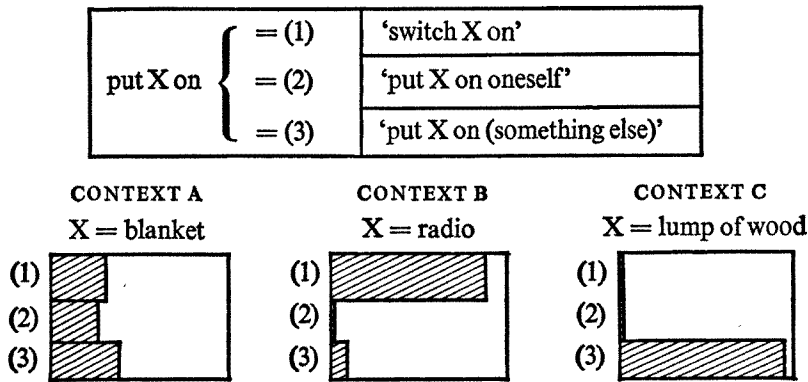 put X on
= (1) 'switch X on'
= (2) 'put X on oneself'
= (3) 'put X on (something else)'
CONTEXT A
X = blanket
(1)
(2)
(3)
CONTEXT B
X = radio
(1)
(2)
(3)
CONTEXT C
X = lump of wood
(1)
(2)
(3)